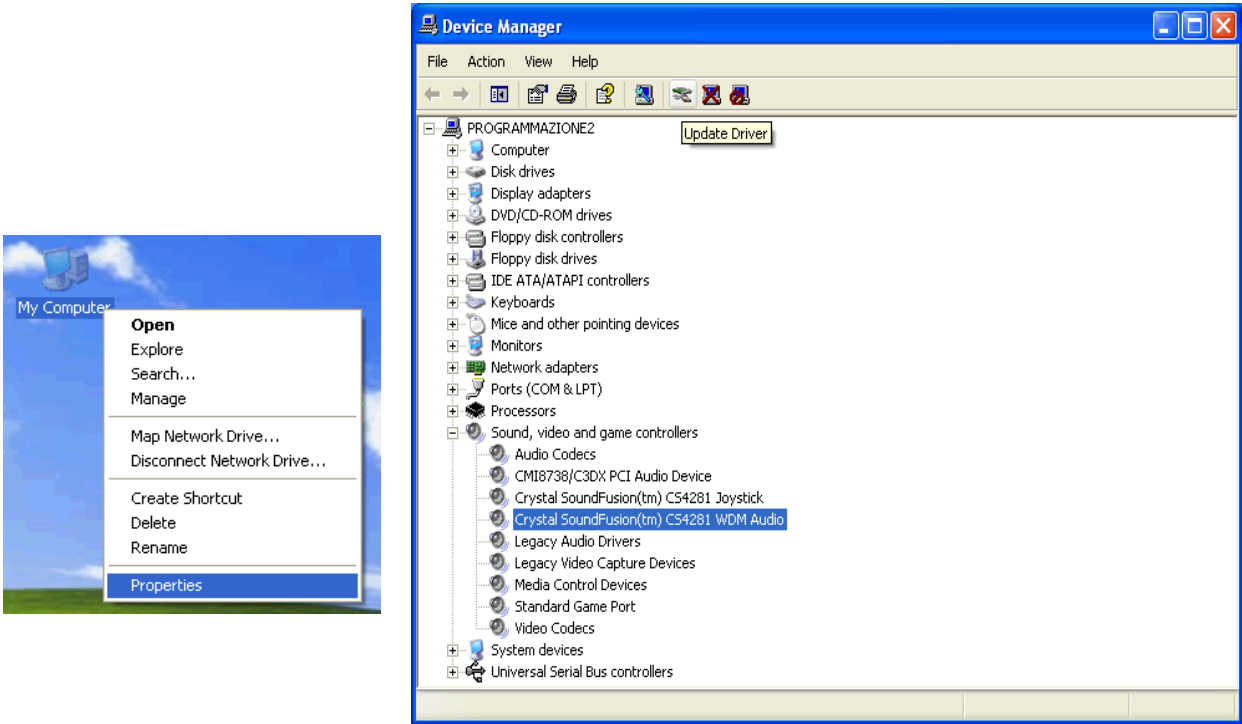 My Computer
Open
Explore
Search...
Manage
Map Network Drive...
Disconnect Network Drive...
Create Shortcut
Delete
Rename
Properties
Device Manager
File Action View Help
Update Driver
PROGRAMMAZIONE2
Computer
Disk drives
Display adapters
DVD/CD-ROM drives
Floppy disk controllers
Floppy disk drives
IDE ATA/ATAPI controllers
Keyboards
Mice and other pointing devices
Monitors
Network adapters
Ports (COM & LPT)
Processors
Sound, video and game controllers
Audio Codecs
CMI8738/C3DX PCI Audio Device
Crystal SoundFusion(tm) CS4281 Joystick
Crystal SoundFusion(tm) CS4281 WDM Audio
Legacy Audio Drivers
Legacy Video Capture Devices
Media Control Devices
Standard Game Port
Video Codecs
System devices
Universal Serial Bus controllers